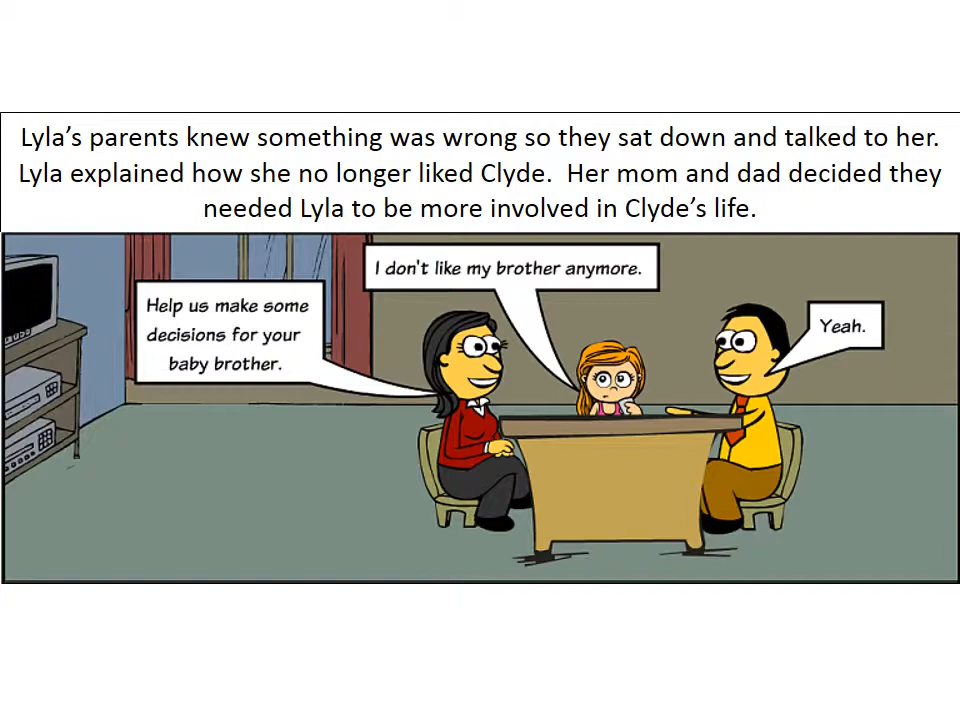 Lyla’s parents knew something was wrong so they sat down and talked to her.
Lyla explained how she no longer liked Clyde.  Her mom and dad decided they
needed Lyla to be more involved in Clyde’s life.
I don't like my brother anymore.
Help us make some
decisions for your
baby brother.
Yeah.